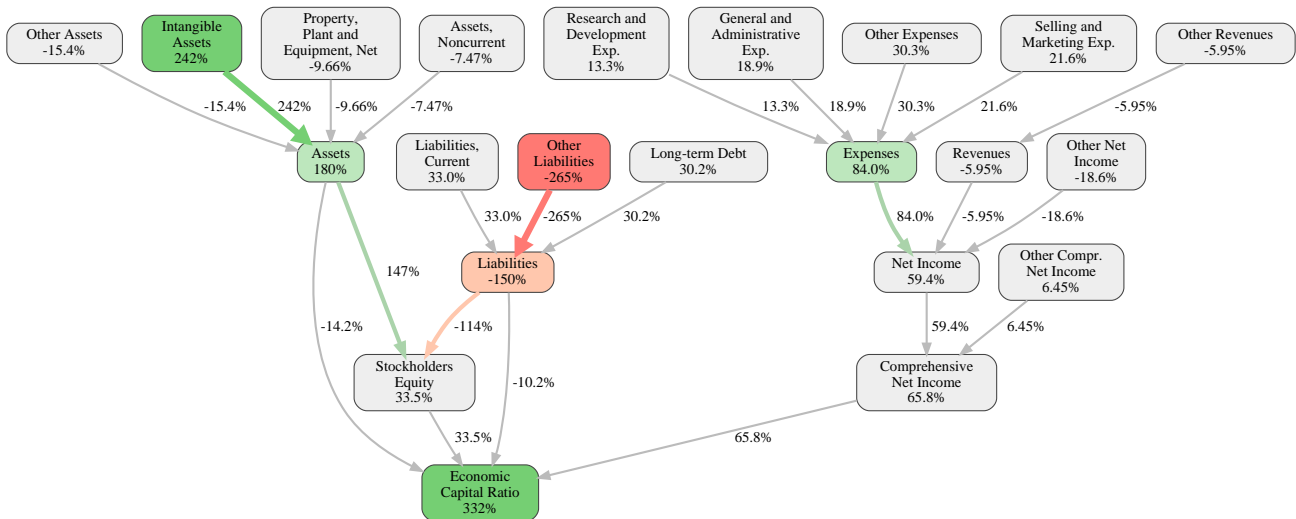 Other Assets
-15.4%
Intangible
Assets
242%
Property,
Plant and
Equipment, Net
-9.66%
Assets,
Noncurrent
-7.47%
Research and
Development
Exp.
13.3%
General and
Administrative
Exp.
18.9%
Other Expenses
30.3%
Selling and
Marketing Exp.
21.6%
Other Revenues
-5.95%
-15.4%
242%
-9.66%
-7.47%
13.3%
18.9%
30.3%
21.6%
-5.95%
Assets
180%
Liabilities,
Current
33.0%
Other
Liabilities
-265%
Long-term Debt
30.2%
Expenses
84.0%
Revenues
-5.95%
Other Net
Income
-18.6%
33.0%
-265%
30.2%
84.0%
-5.95%
-18.6%
147%
Liabilities
-150%
Net Income
59.4%
Other Compr.
Net Income
6.45%
-14.2%
-114%
59.4%
6.45%
Stockholders
Equity
33.5%
-10.2%
Comprehensive
Net Income
65.8%
33.5%
65.8%
Economic
Capital Ratio
332%